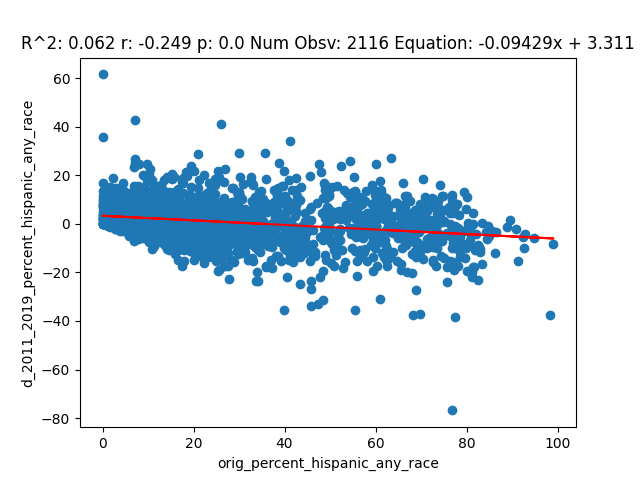 R^2: 0.062 r: -0.249 p: 0.0 Num Obsv: 2116 Equation: -0.09429x + 3.311
60
40
20
0
−20
−40
−60
−80
d_2011_2019_percent_hispanic_any_race
0 20 40 60 80 100
orig_percent_hispanic_any_race